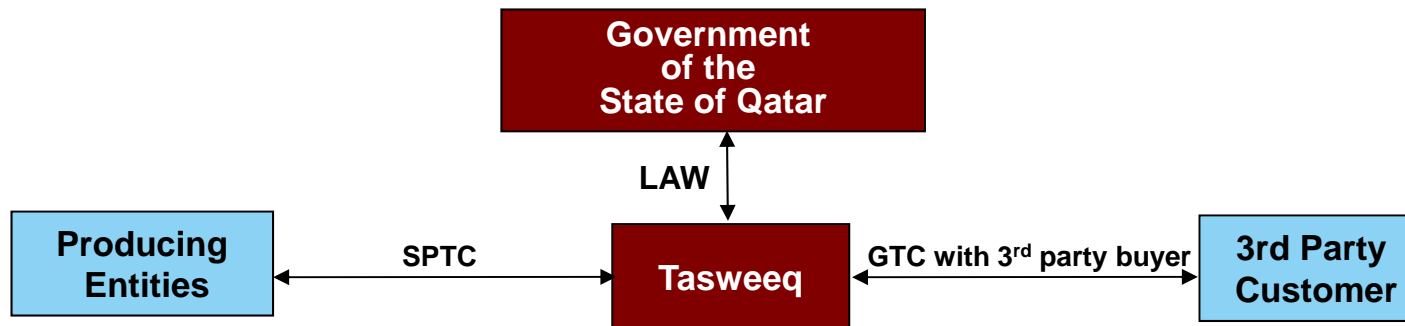 Government
of the
State of Qatar
LAW
Producing
Entities
SPTC
Tasweeq
GTC with 3rd party buyer
3rd Party
Customer